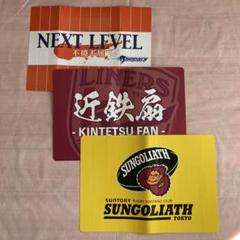 NEXT LEVEL
不撓不屈
LINERS
近鉄扇
- KINTETSU FAN -
SUNGOLIATH
SUNTORY RUGBY FOOTBALL CLUB
SUNGOLIATH
TOKYO